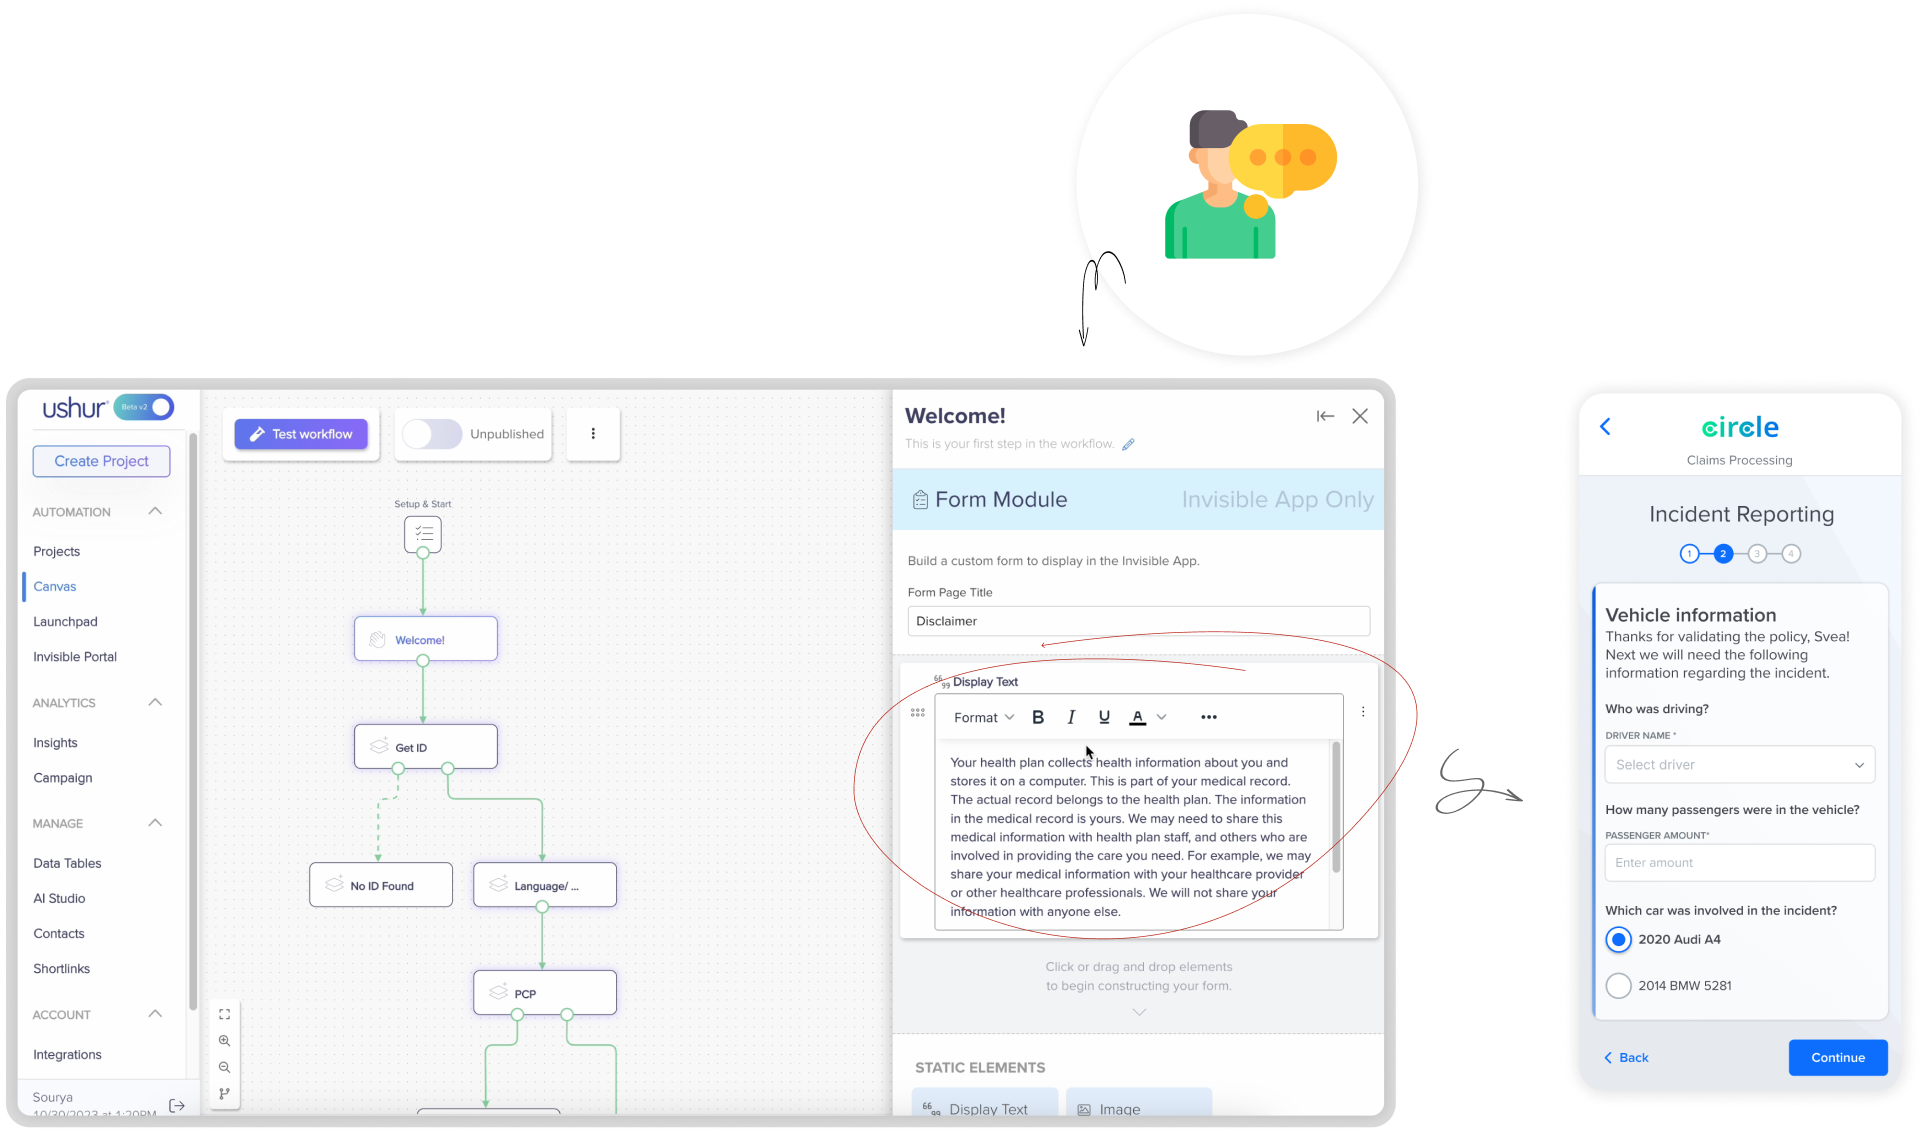 ushur
Beta v2
Create Project
AUTOMATION
Projects
Canvas
Launchpad
Invisible Portal
ANALYTICS
Insights
Campaign
MANAGE
Data Tables
AI Studio
Contacts
Shortlinks
ACCOUNT
Integrations
Sourya
10/30/2023 at 1:20PM
Test workflow
Unpublished
Setup & Start
Welcome!
Get ID
No ID Found
Language/ ...
PCP
Welcome!
This is your first step in the workflow.
Form Module
Invisible App Only
Build a custom form to display in the Invisible App.
Form Page Title
Disclaimer
Display Text
Format B I U A
Your health plan collects health information about you and
stores it on a computer. This is part of your medical record.
The actual record belongs to the health plan. The information
in the medical record is yours. We may need to share this
medical information with health plan staff, and others who are
involved in providing the care you need. For example, we may
share your medical information with your healthcare provider
or other healthcare professionals. We will not share your
information with anyone else.
Click or drag and drop elements
to begin constructing your form.
STATIC ELEMENTS
Display Text
Image
circle
Claims Processing
Incident Reporting
1 2 3 4
Vehicle information
Thanks for validating the policy, Svea!
Next we will need the following
information regarding the incident.
Who was driving?
DRIVER NAME *
Select driver
How many passengers were in the vehicle?
PASSENGER AMOUNT*
Enter amount
Which car was involved in the incident?
2020 Audi A4
2014 BMW 5281
Back
Continue